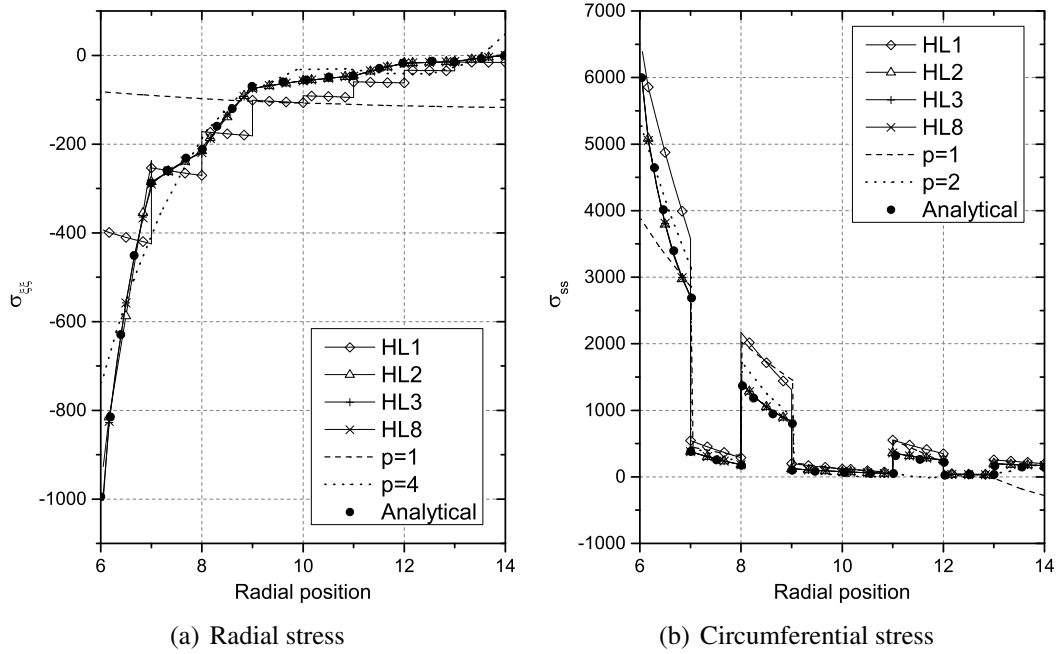 0
-200
-400
-600
-800
-1000
σξξ
6 8 10 12 14
Radial position
HL1
HL2
HL3
HL8
p=1
p=4
Analytical
(a) Radial stress
7000
6000
5000
4000
3000
2000
1000
0
-1000
σss
6 8 10 12 14
Radial position
HL1
HL2
HL3
HL8
p=1
p=2
Analytical
(b) Circumferential stress